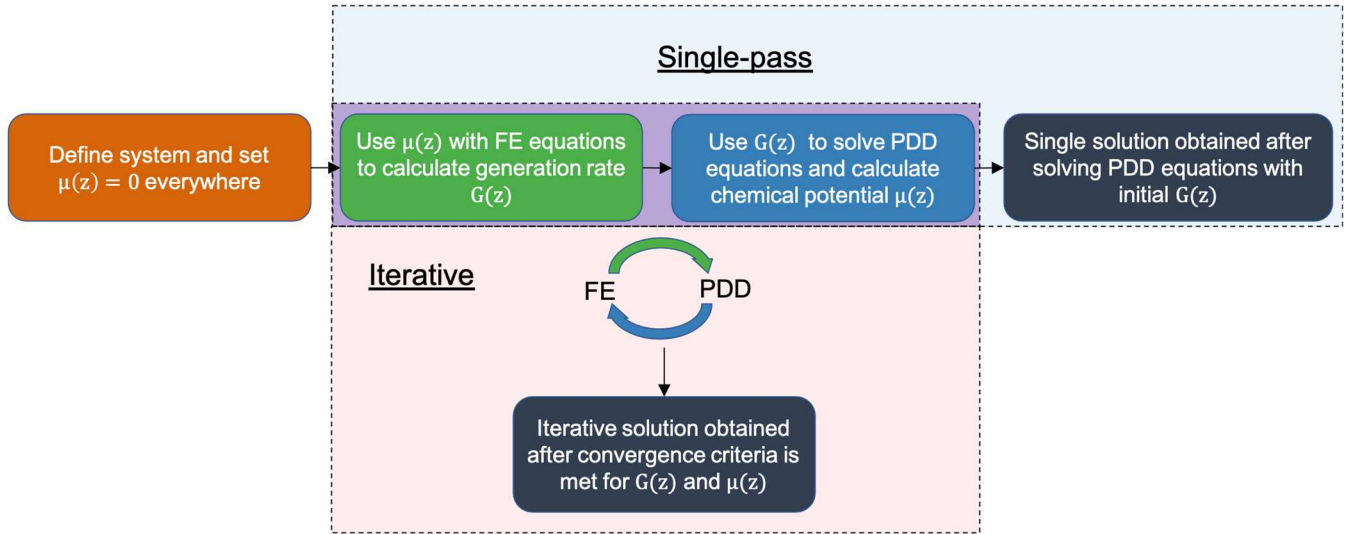 Single-pass
Define system and set
μ(z) = 0 everywhere
Use μ(z) with FE equations
to calculate generation rate
G(z)
Use G(z) to solve PDD
equations and calculate
chemical potential μ(z)
Single solution obtained after
solving PDD equations with
initial G(z)
Iterative
FE
PDD
Iterative solution obtained
after convergence criteria is
met for G(z) and μ(z)